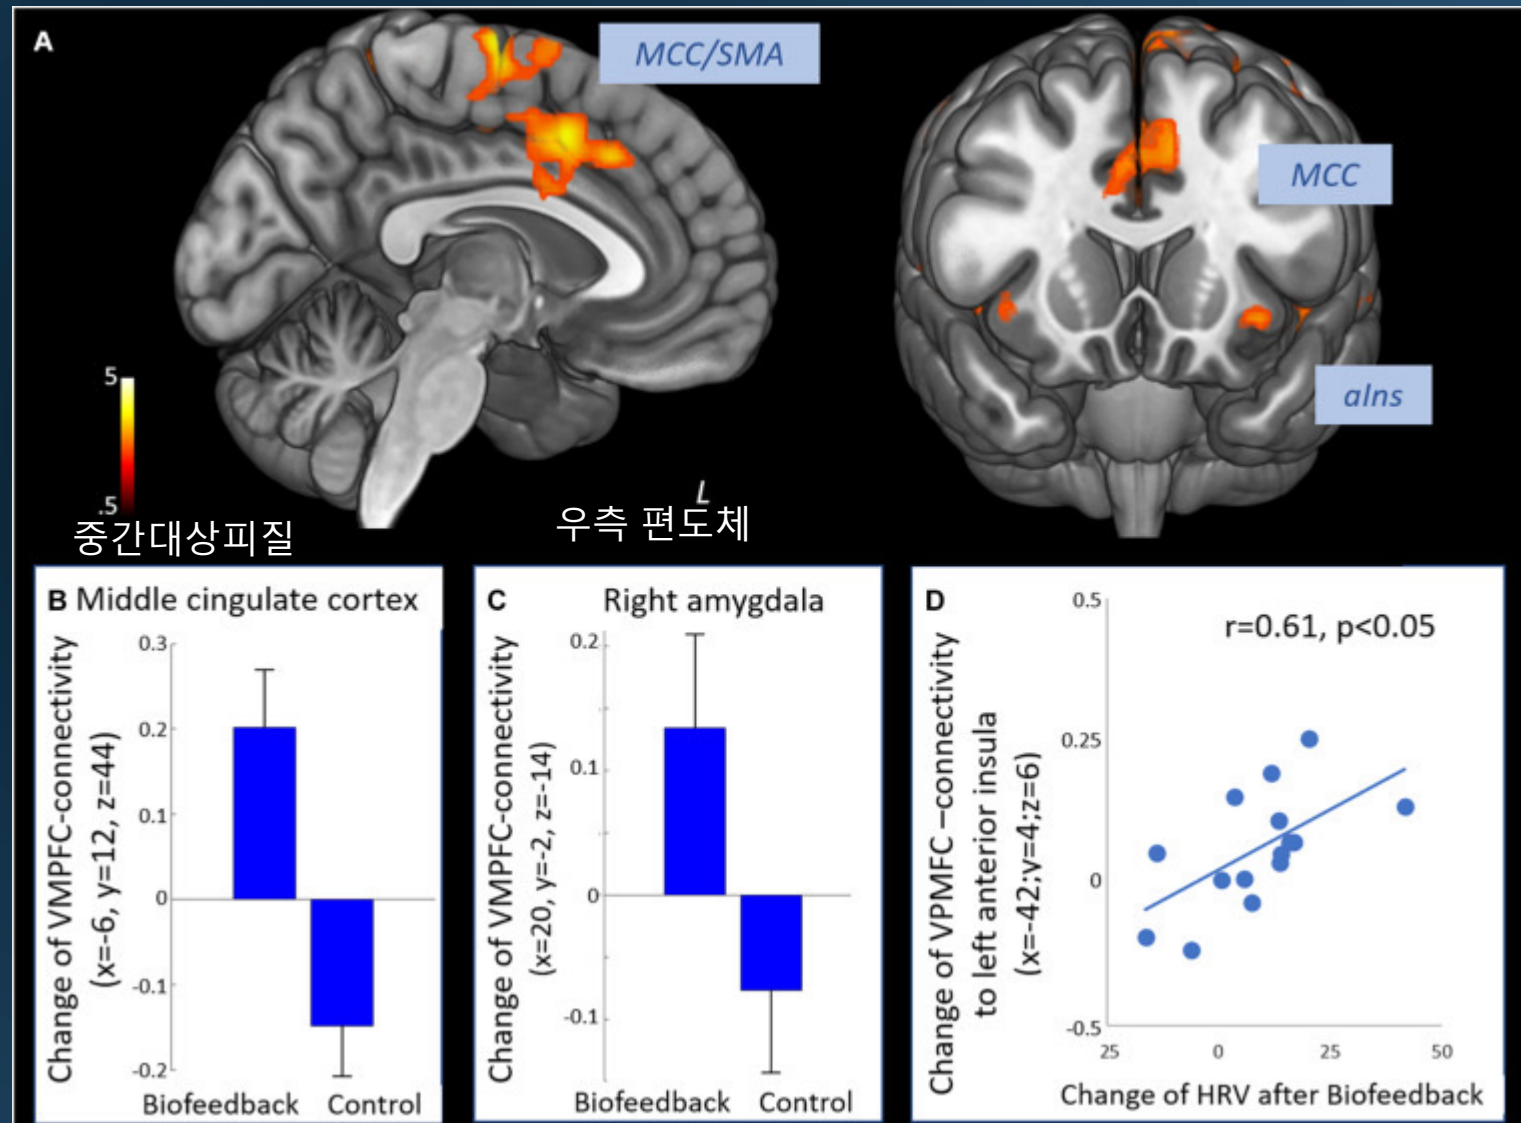 A
MCC/SMA
MCC
aIns
5
.5
L
중간대상피질
우측 편도체
B Middle cingulate cortex
Change of VMPFC-connectivity
(x=-6, y=12, z=44)
0.3
0.2
0.1
0
-0.1
-0.2
Biofeedback Control
C Right amygdala
Change of VMPFC-connectivity
(x=20, y=-2, z=-14)
0.2
0.1
0
-0.1
Biofeedback Control
D
r=0.61, p<0.05
Change of VPMFC –connectivity
to left anterior insula
(x=-42;y=4;z=6)
0.5
0.25
0
-0.5
25 0 25 50
Change of HRV after Biofeedback